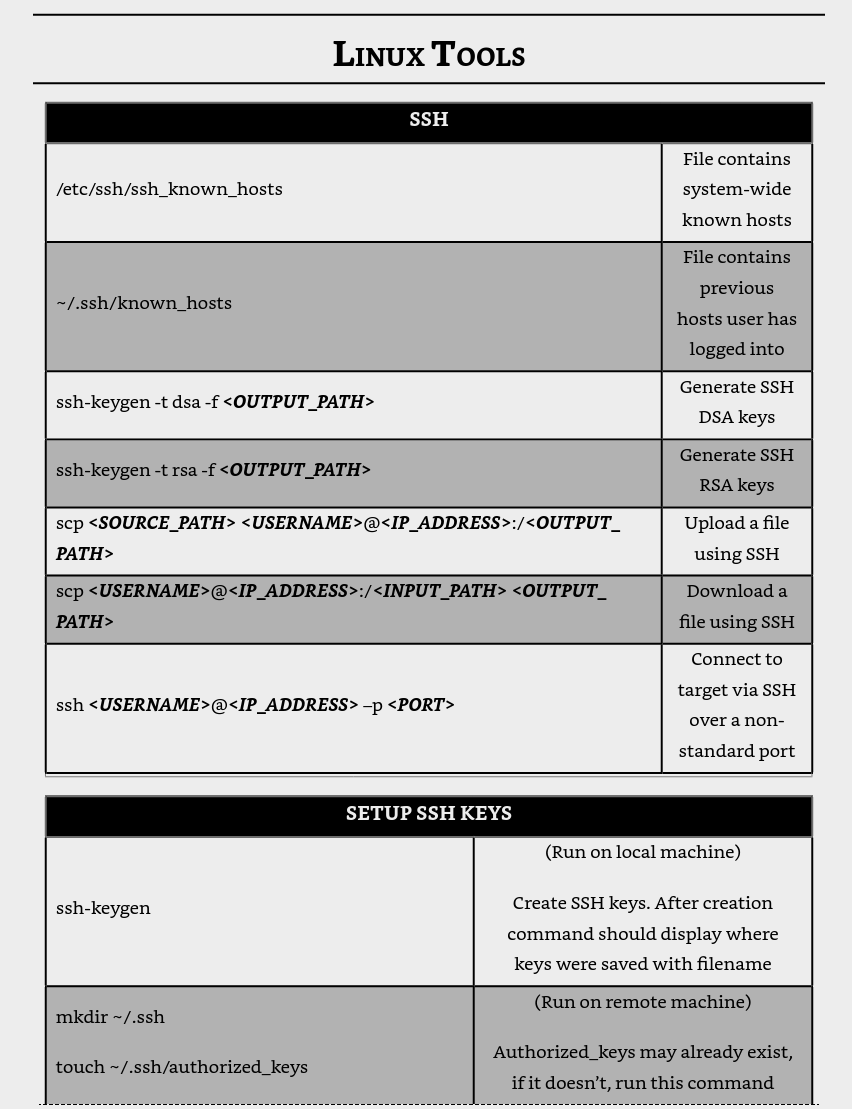 Linux Tools
SSH
/etc/ssh/ssh_known_hosts
File contains
system-wide
known hosts
~/.ssh/known_hosts
File contains
previous
hosts user has
logged into
ssh-keygen -t dsa -f <OUTPUT_PATH>
Generate SSH
DSA keys
ssh-keygen -t rsa -f <OUTPUT_PATH>
Generate SSH
RSA keys
scp <SOURCE_PATH> <USERNAME>@<IP_ADDRESS>:/<OUTPUT_
PATH>
Upload a file
using SSH
scp <USERNAME>@<IP_ADDRESS>:/<INPUT_PATH> <OUTPUT_
PATH>
Download a
file using SSH
ssh <USERNAME>@<IP_ADDRESS> –p <PORT>
Connect to
target via SSH
over a non-
standard port
SETUP SSH KEYS
ssh-keygen
(Run on local machine)
Create SSH keys. After creation
command should display where
keys were saved with filename
mkdir ~/.ssh
touch ~/.ssh/authorized_keys
(Run on remote machine)
Authorized_keys may already exist,
if it doesn’t, run this command